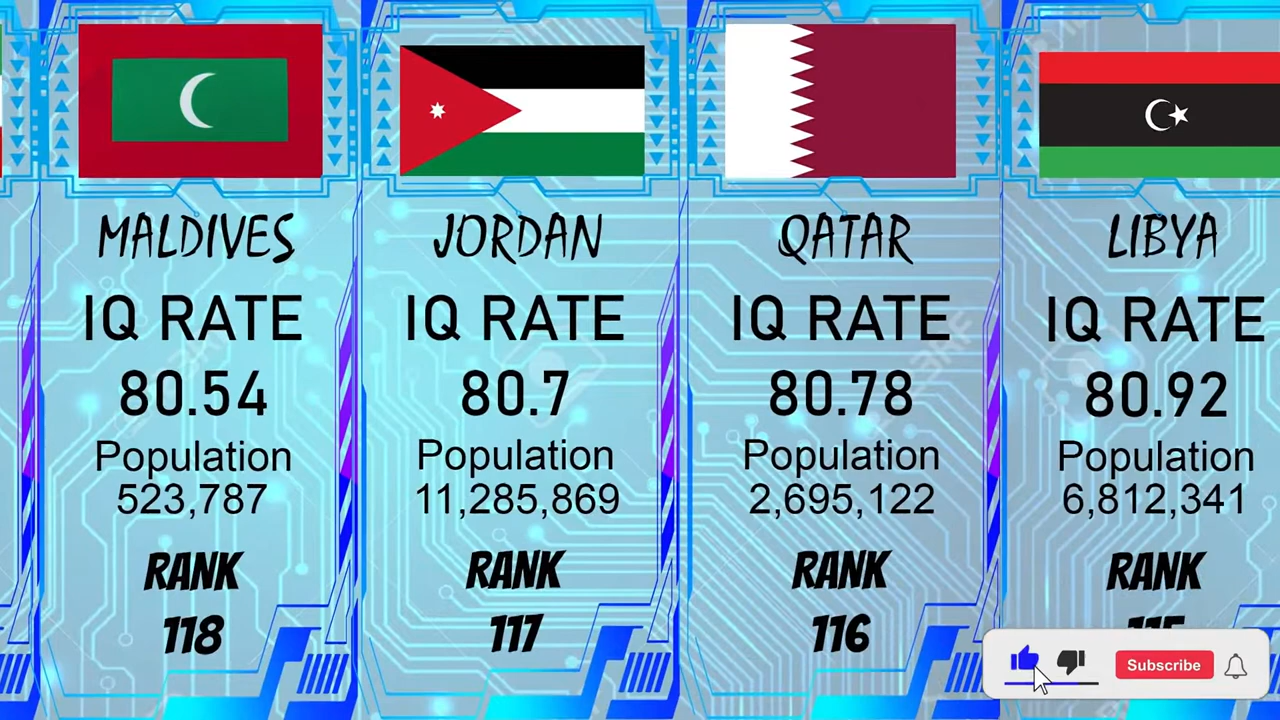 MALDIVES
IQ RATE
80.54
Population
523,787
RANK
118
JORDAN
IQ RATE
80.7
Population
11,285,869
RANK
117
QATAR
IQ RATE
80.78
Population
2,695,122
RANK
116
LIBYA
IQ RATE
80.92
Population
6,812,341
RANK
Subscribe